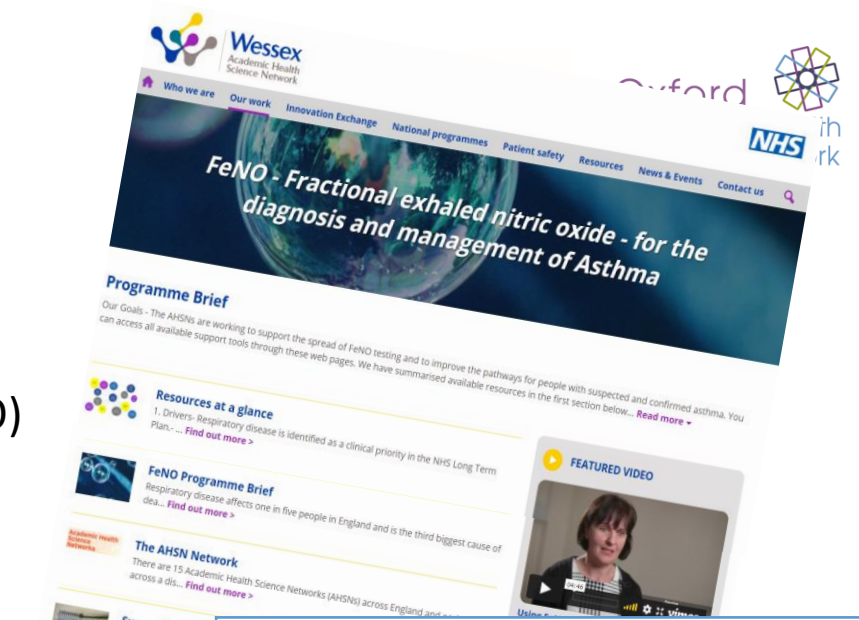 Wessex
Academic Health
Science Network
Oxford
NHS
Who we are Our work Innovation Exchange National programmes Patient safety Resources News & Events Contact us
FeNO - Fractional exhaled nitric oxide - for the
diagnosis and management of Asthma
Programme Brief
Our Goals - The AHSNs are working to support the spread of FeNO testing and to improve the pathways for people with suspected and confirmed asthma. You
can access all available support tools through these web pages. We have summarised available resources in the first section below... Read more
Resources at a glance
1. Drivers- Respiratory disease is identified as a clinical priority in the NHS Long Term
Plan.- ... Find out more >
FeNO Programme Brief
Respiratory disease affects one in five people in England and is the third biggest cause of
dea... Find out more >
Academic Health
Science
Networks
The AHSN Network
There are 15 Academic Health Science Networks (AHSNs) across England and
across a dis... Find out more >
FEATURED VIDEO
04:46
vimeo